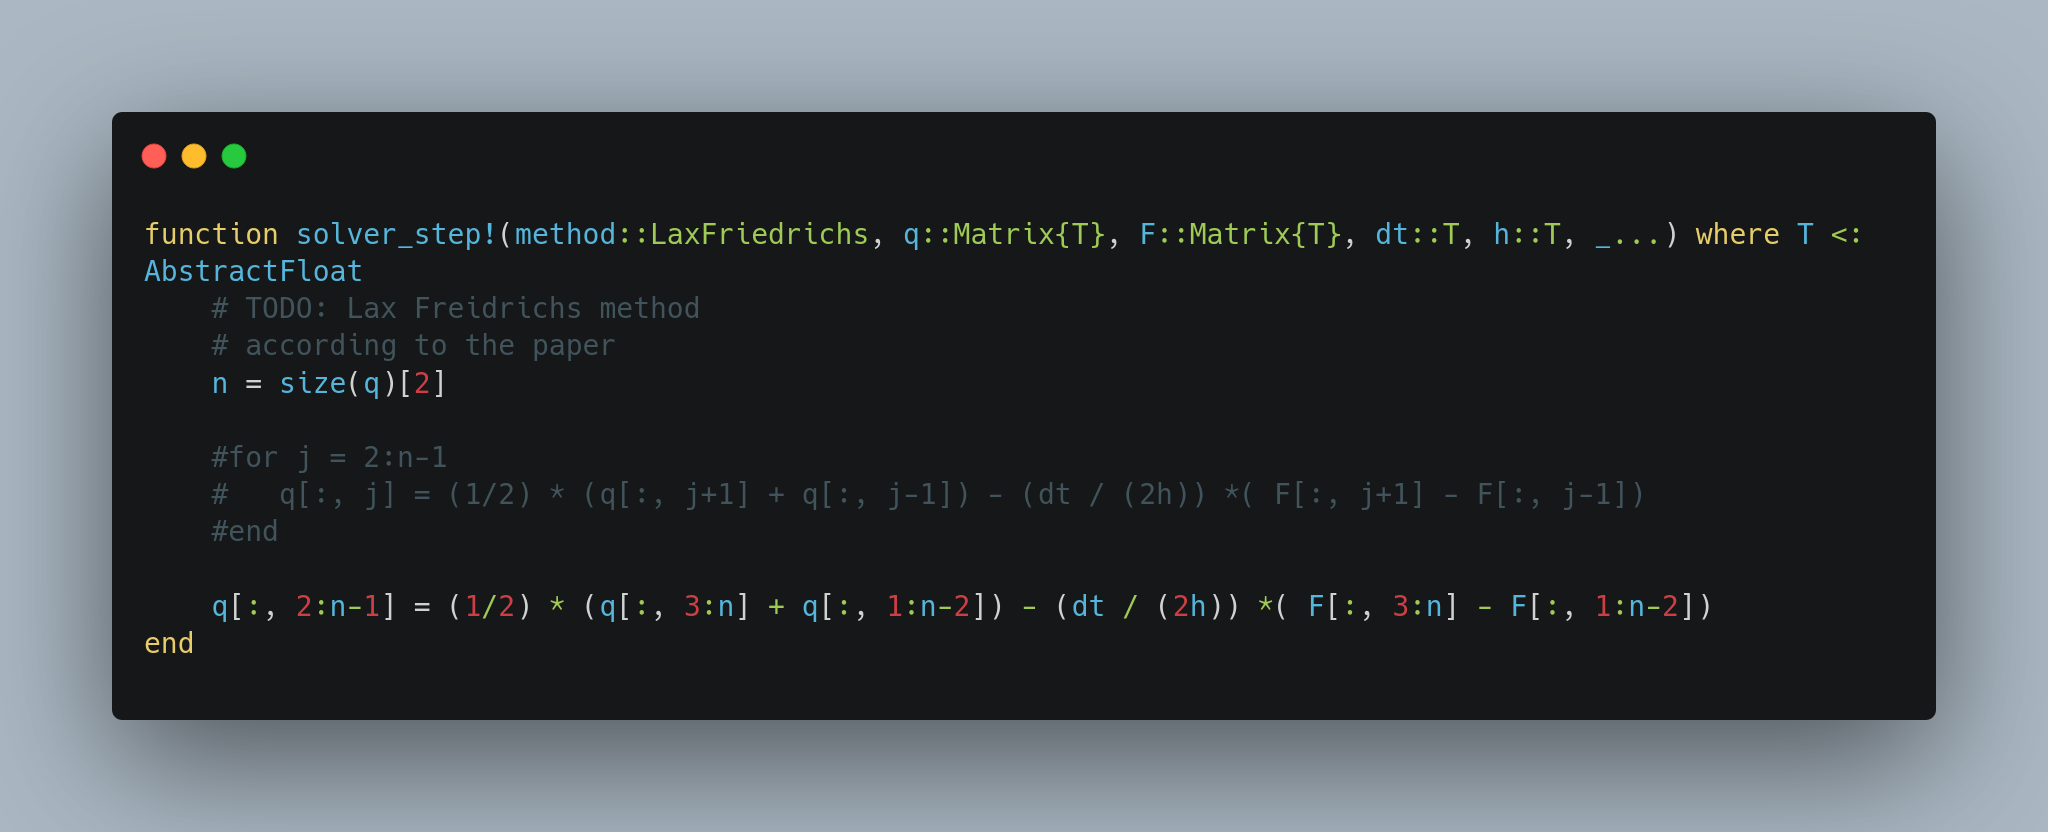 function solver_step!(method::LaxFriedrichs, q::Matrix{T}, F::Matrix{T}, dt::T, h::T, _...) where T <:
AbstractFloat
    # TODO: Lax Freidrichs method
    # according to the paper
    n = size(q)[2]

    #for j = 2:n-1
    #   q[:, j] = (1/2) * (q[:, j+1] + q[:, j-1]) - (dt / (2h)) *( F[:, j+1] - F[:, j-1])
    #end

    q[:, 2:n-1] = (1/2) * (q[:, 3:n] + q[:, 1:n-2]) - (dt / (2h)) *( F[:, 3:n] - F[:, 1:n-2])
end